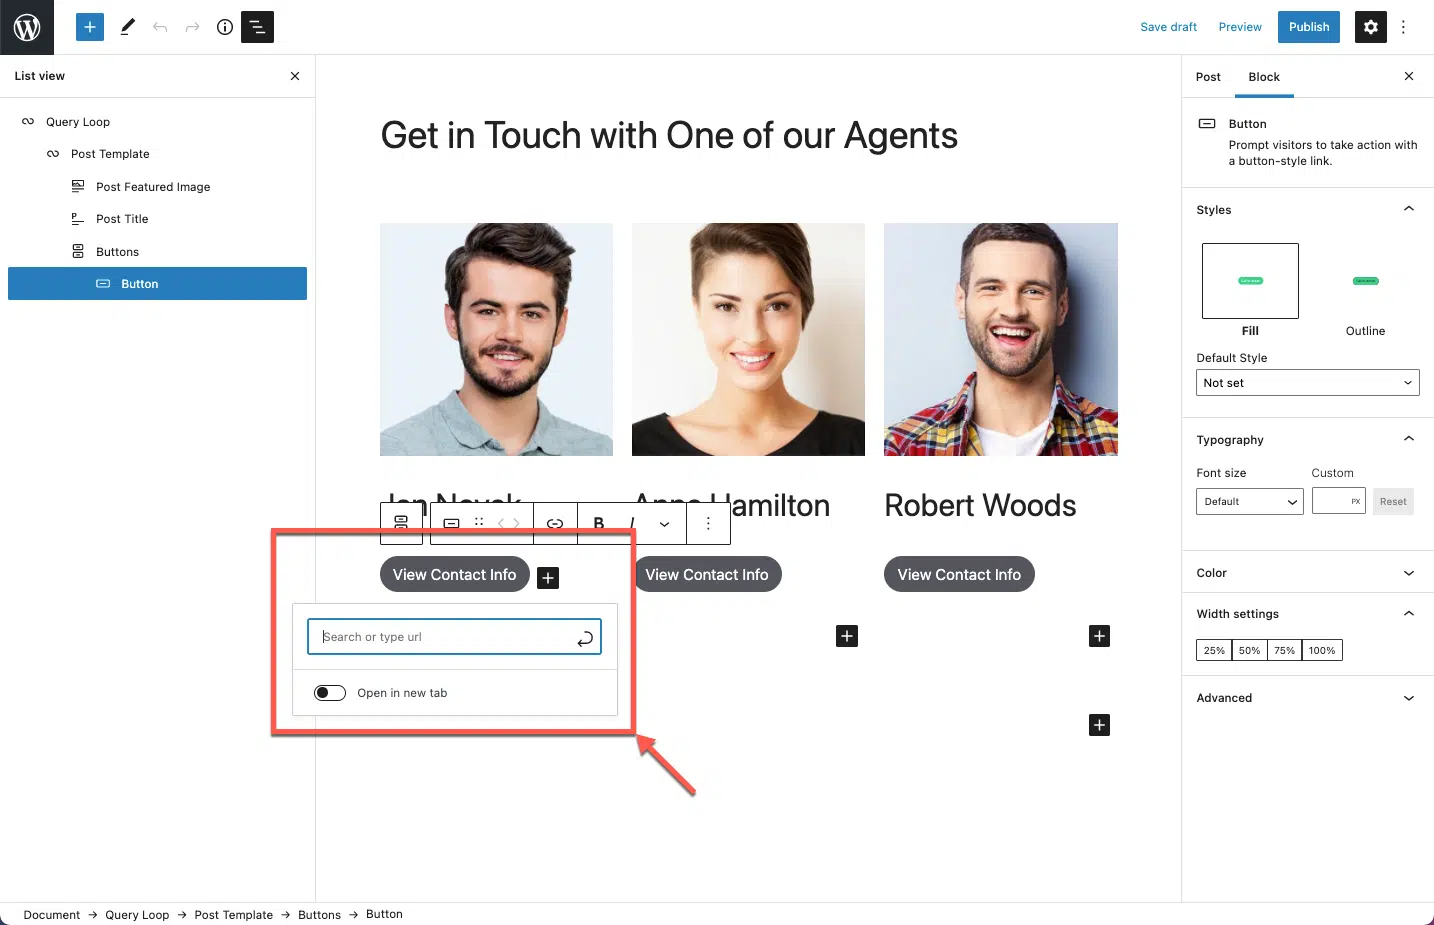 Save draft
Preview
Publish
List view
Query Loop
Post Template
Post Featured Image
Post Title
Buttons
Button
Get in Touch with One of our Agents
Jan Novak
Anna Hamilton
Robert Woods
B I
View Contact Info
View Contact Info
View Contact Info
Search or type url
Open in new tab
Post
Block
Button
Prompt visitors to take action with
a button-style link.
Styles
Fill
Outline
Default Style
Not set
Typography
Font size
Custom
Default
PX
Reset
Color
Width settings
25% 50% 75% 100%
Advanced
Document → Query Loop → Post Template → Buttons → Button